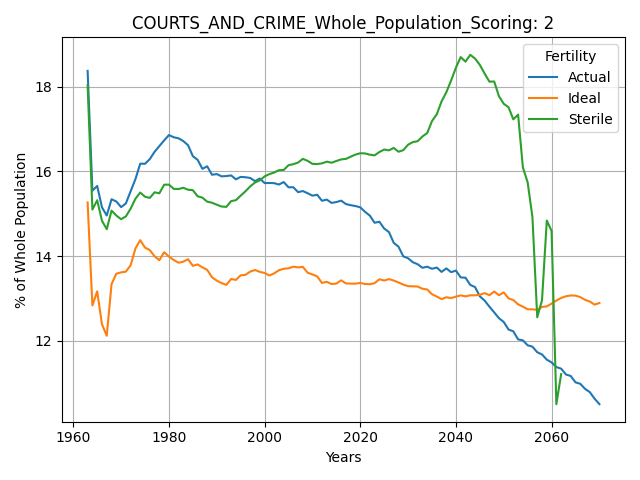 COURTS_AND_CRIME_Whole_Population_Scoring: 2
Fertility
Actual
Ideal
Sterile
% of Whole Population
18
16
14
12
1960 1980 2000 2020 2040 2060
Years